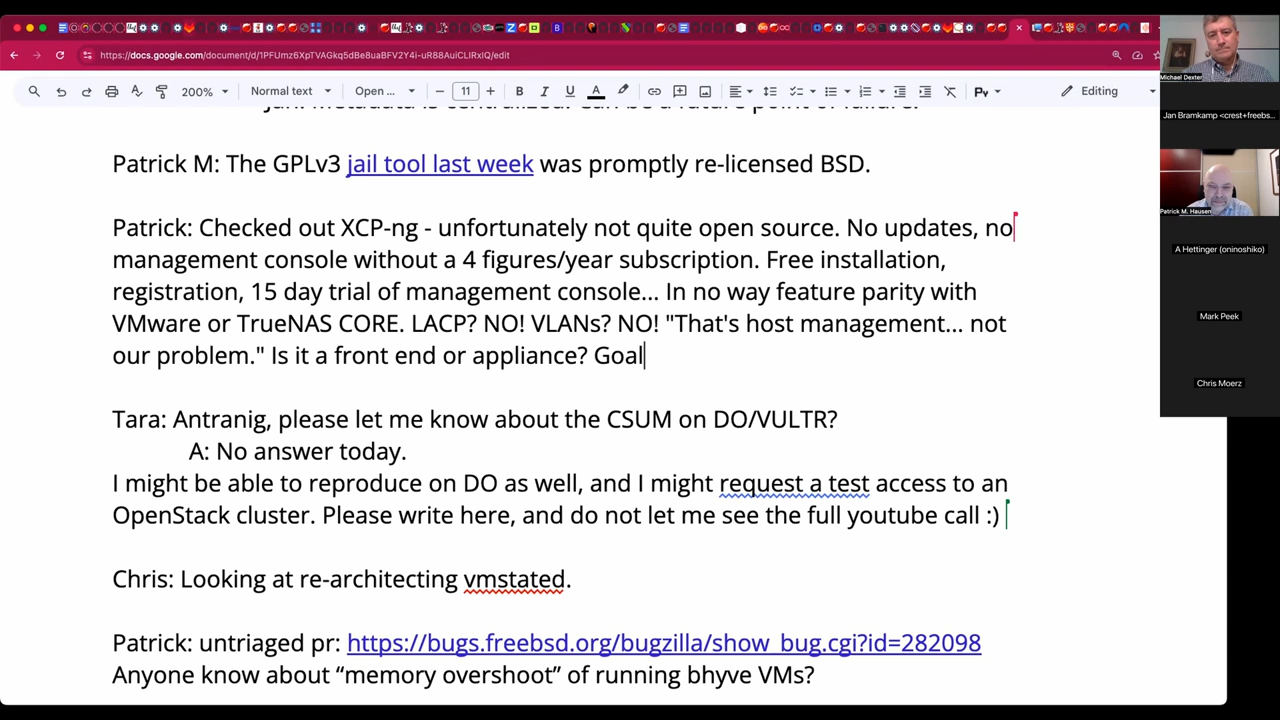 https://docs.google.com/document/d/1PFUmz6XpTVAGkq5dBe8uaBFV2Y4i-uR88AuiCLIRxIQ/edit
200% Normal text Open ... 11 B I U A Editing
Patrick M: The GPLv3 jail tool last week was promptly re-licensed BSD.
Patrick: Checked out XCP-ng - unfortunately not quite open source. No updates, no
management console without a 4 figures/year subscription. Free installation,
registration, 15 day trial of management console... In no way feature parity with
VMware or TrueNAS CORE. LACP? NO! VLANs? NO! "That's host management... not
our problem." Is it a front end or appliance? Goal
Tara: Antranig, please let me know about the CSUM on DO/VULTR?
A: No answer today.
I might be able to reproduce on DO as well, and I might request a test access to an
OpenStack cluster. Please write here, and do not let me see the full youtube call :)
Chris: Looking at re-architecting vmstated.
Patrick: untriaged pr: https://bugs.freebsd.org/bugzilla/show_bug.cgi?id=282098
Anyone know about “memory overshoot” of running bhyve VMs?
Michael Dexter
Jan Bramkamp <crest+freebs...
Patrick M. Hausen
A Hettinger (oninoshiko)
Mark Peek
Chris Moerz